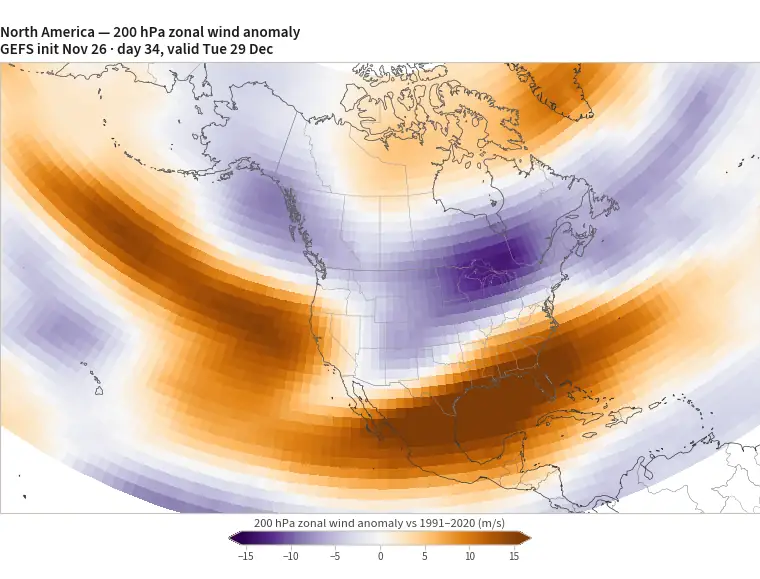 North America — 200 hPa zonal wind anomaly
GEFS init Nov 26 · day 34, valid Tue 29 Dec
200 hPa zonal wind anomaly vs 1991–2020 (m/s)
−15 −10 −5 0 5 10 15